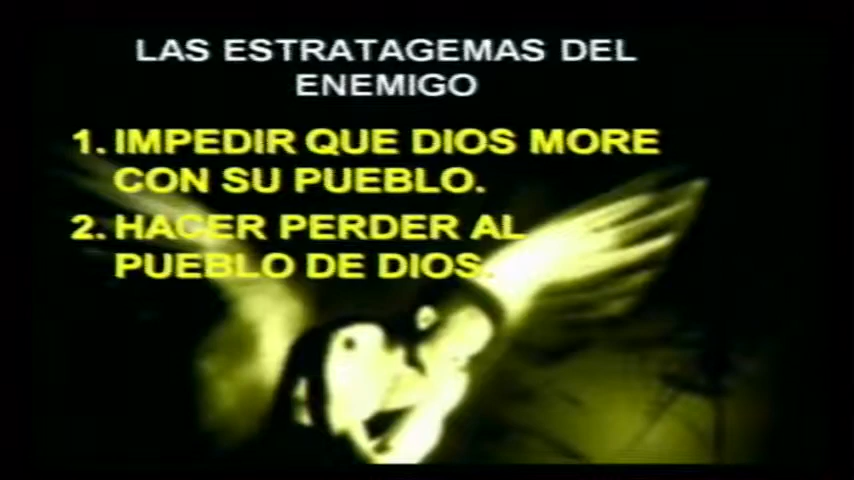 LAS ESTRATAGEMAS DEL
ENEMIGO
1. IMPEDIR QUE DIOS MORE
CON SU PUEBLO.
2. HACER PERDER AL
PUEBLO DE DIOS.